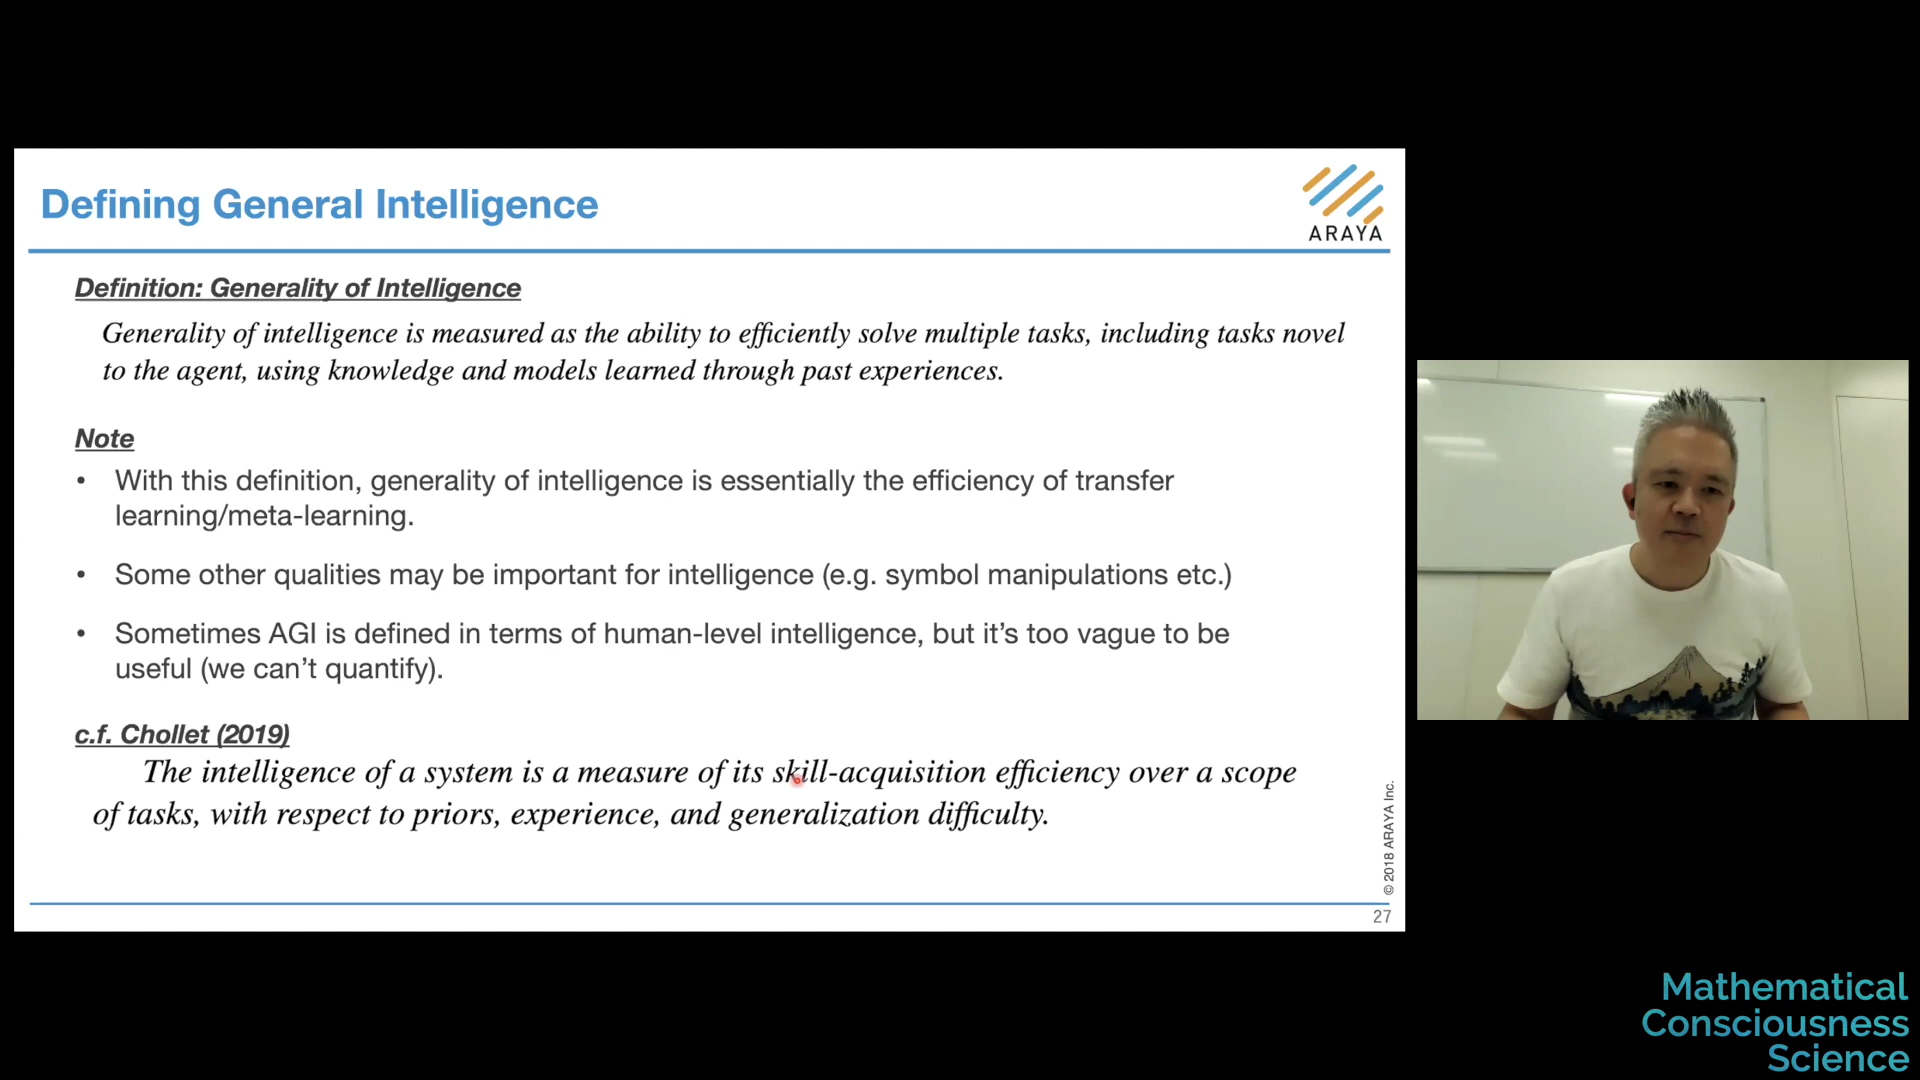 Defining General Intelligence
ARAYA
Definition: Generality of Intelligence
Generality of intelligence is measured as the ability to efficiently solve multiple tasks, including tasks novel
to the agent, using knowledge and models learned through past experiences.
Note
• With this definition, generality of intelligence is essentially the efficiency of transfer
learning/meta-learning.
• Some other qualities may be important for intelligence (e.g. symbol manipulations etc.)
• Sometimes AGI is defined in terms of human-level intelligence, but it’s too vague to be
useful (we can’t quantify).
c.f. Chollet (2019)
The intelligence of a system is a measure of its skill-acquisition efficiency over a scope
of tasks, with respect to priors, experience, and generalization difficulty.
© 2018 ARAYA Inc.
27
Mathematical
Consciousness
Science